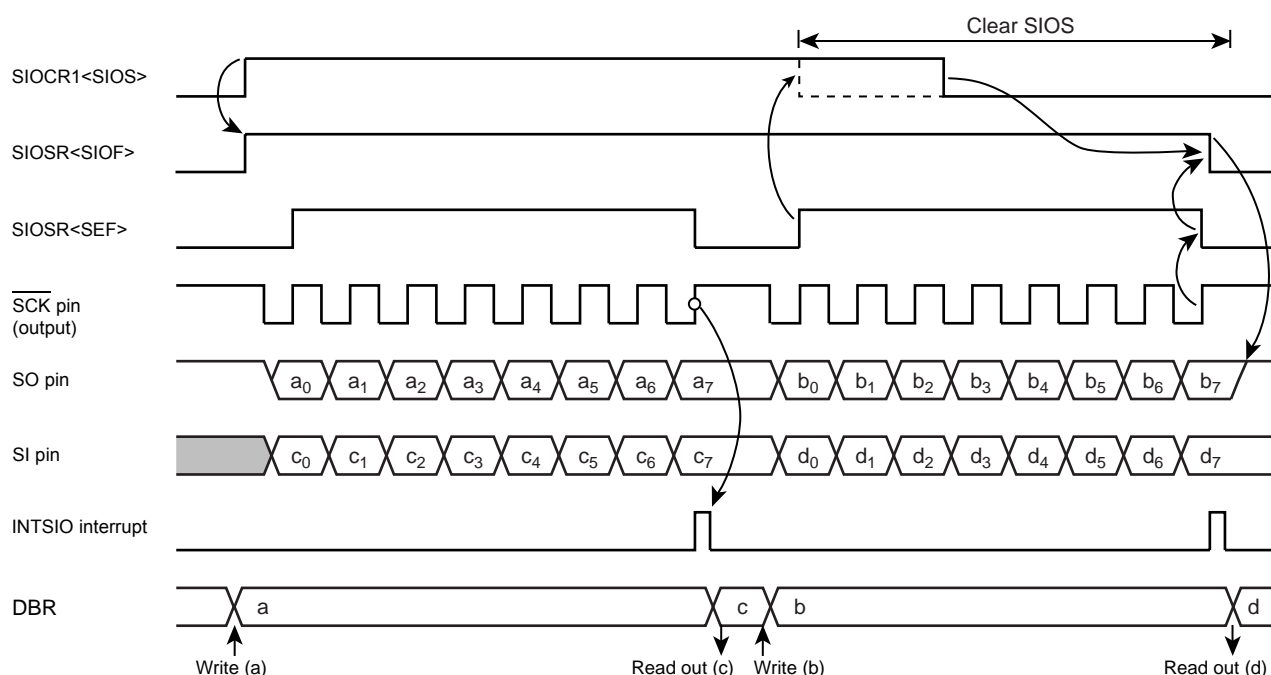 Clear SIOS
SIOCR1<SIOS>
SIOSR<SIOF>
SIOSR<SEF>
SCK pin
(output)
SO pin a0 a1 a2 a3 a4 a5 a6 a7 b0 b1 b2 b3 b4 b5 b6 b7
SI pin c0 c1 c2 c3 c4 c5 c6 c7 d0 d1 d2 d3 d4 d5 d6 d7
INTSIO interrupt
DBR a c b d
Write (a) Read out (c) Write (b) Read out (d)